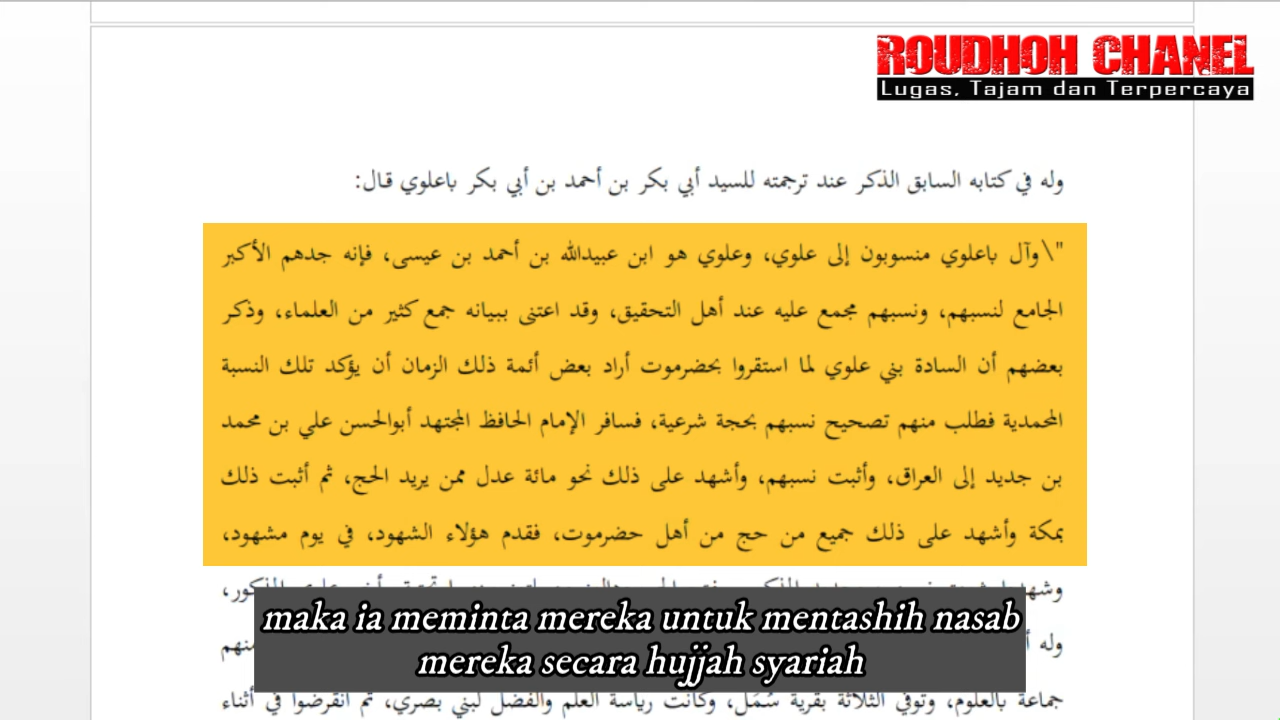 ROUDHOH CHANEL
Lugas, Tajam dan Terpercaya
وله في كتابه السابق الذكر عند ترجمته للسيد أبي بكر بن أحمد بن أبي بكر باعلوي قال:
"\وآل باعلوي منسوبون إلى علوي، وعلوي هو ابن عبيدالله بن أحمد بن عيسى، فإنه جدهم الأكبر
الجامع لنسبهم، ونسبهم مجمع عليه عند أهل التحقيق، وقد اعتنى ببيانه جمع كثير من العلماء، وذكر
بعضهم أن السادة بني علوي لما استقروا بحضرموت أراد بعض أئمة ذلك الزمان أن يؤكد تلك النسبة
المحمدية فطلب منهم تصحيح نسبهم بحجة شرعية، فسافر الإمام الحافظ المجتهد أبوالحسن علي بن محمد
بن جديد إلى العراق، وأثبت نسبهم، وأشهد على ذلك نحو مائة عدل ممن يريد الحج، ثم أثبت ذلك
بمكة وأشهد على ذلك جميع من حج من أهل حضرموت، فقدم هؤلاء الشهود، في يوم مشهود،
maka ia meminta mereka untuk mentashih nasab
mereka secara hujjah syariah
وله
منهم
جماعة بالعلوم، وتوفي الثلاثة بقرية سُمَل، وكانت رياسة العلم والفضل لبني بصري، ثم انقرضوا في أثناء